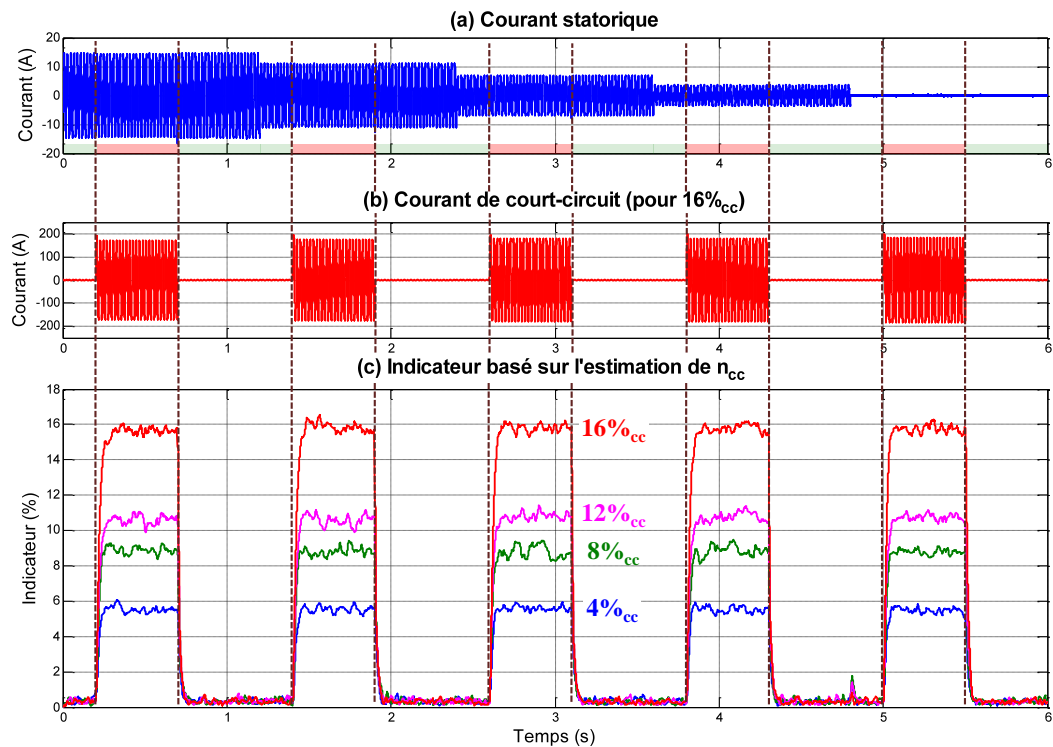 (a) Courant statorique
Courant (A)
20
10
0
-10
-20
0 1 2 3 4 5 6
(b) Courant de court-circuit (pour 16%cc)
Courant (A)
200
100
0
-100
-200
0 1 2 3 4 5 6
(c) Indicateur basé sur l'estimation de ncc
Indicateur (%)
18
16
14
12
10
8
6
4
2
0
16%cc
12%cc
8%cc
4%cc
0 1 2 3 4 5 6
Temps (s)